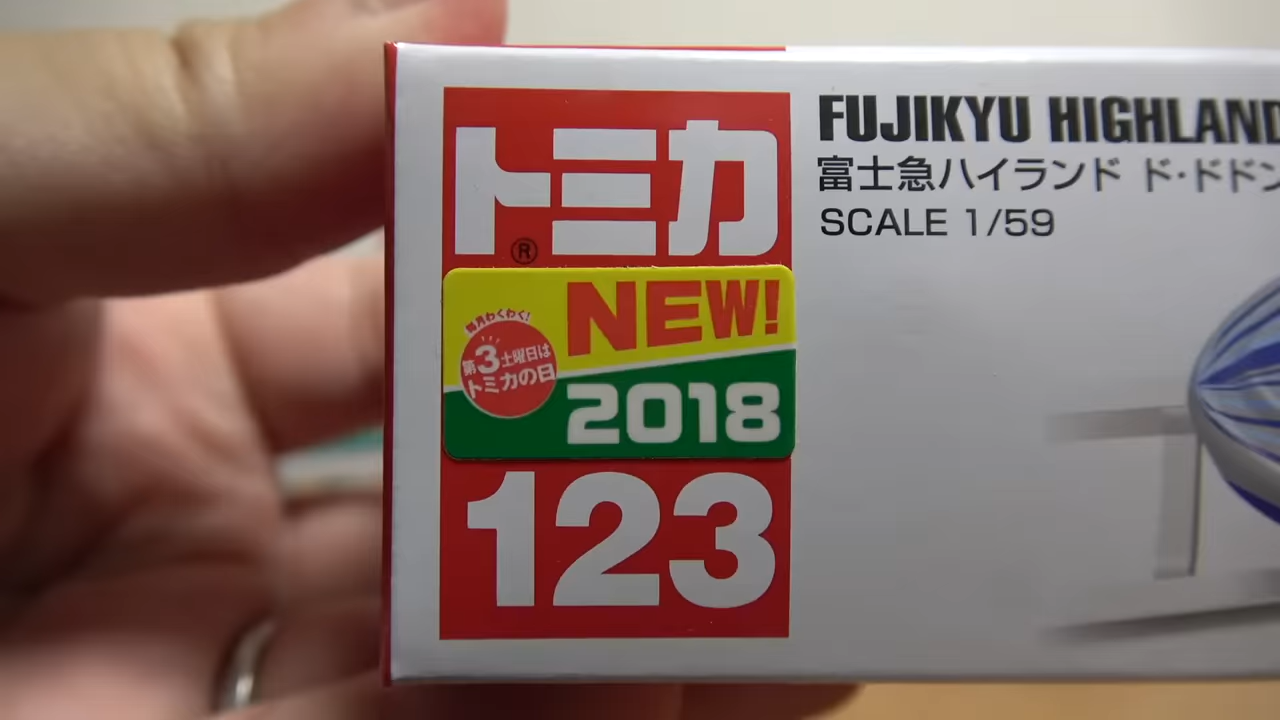 トミカ
®
毎月わくわく!
第3土曜日は
トミカの日
NEW!
2018
123
FUJIKYU HIGHLAND
富士急ハイランド ド・ドドン
SCALE 1/59